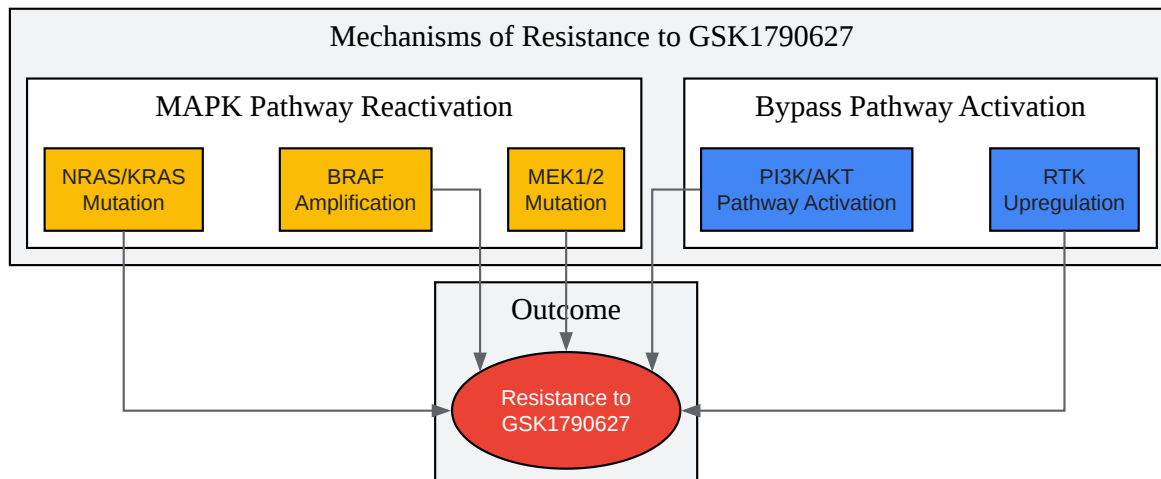 Mechanisms of Resistance to GSK1790627
MAPK Pathway Reactivation
NRAS/KRAS
Mutation
BRAF
Amplification
MEK1/2
Mutation
Bypass Pathway Activation
PI3K/AKT
Pathway Activation
RTK
Upregulation
Outcome
Resistance to
GSK1790627